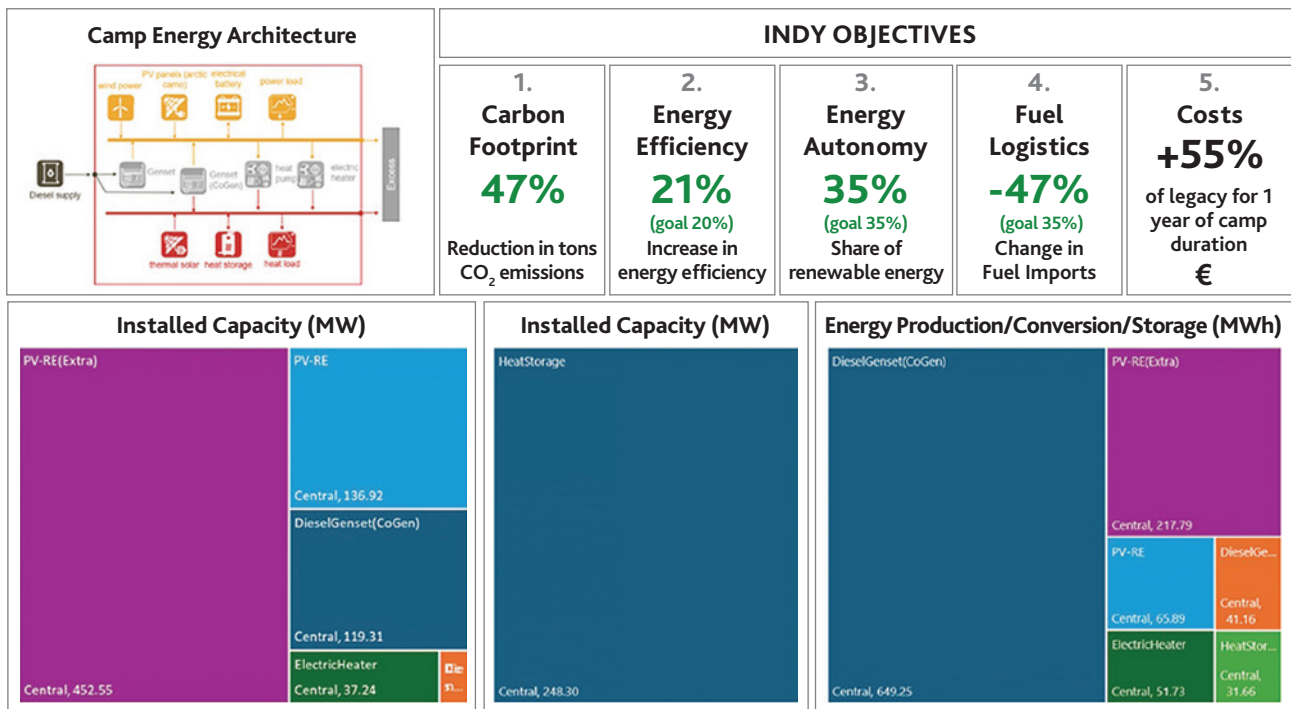 Camp Energy Architecture
wind power
PV panels (arctic camo)
electrical battery
power load
Diesel supply
Genset
Genset (CoGen)
heat pump
electric heater
Excess
thermal solar
heat storage
heat load
INDY OBJECTIVES
1.
Carbon
Footprint
47%
Reduction in tons
CO₂ emissions
2.
Energy
Efficiency
21%
(goal 20%)
Increase in
energy efficiency
3.
Energy
Autonomy
35%
(goal 35%)
Share of
renewable energy
4.
Fuel
Logistics
-47%
(goal 35%)
Change in
Fuel Imports
5.
Costs
+55%
of legacy for 1
year of camp
duration
€
Installed Capacity (MW)
PV-RE(Extra)
Central, 452.55
PV-RE
Central, 136.92
DieselGenset(CoGen)
Central, 119.31
ElectricHeater
Central, 37.24
Installed Capacity (MW)
HeatStorage
Central, 248.30
Energy Production/Conversion/Storage (MWh)
DieselGenset(CoGen)
Central, 649.25
PV-RE(Extra)
Central, 217.79
PV-RE
Central, 65.89
DieselGe...
Central,
41.16
ElectricHeater
Central, 51.73
HeatStor...
Central,
31.66